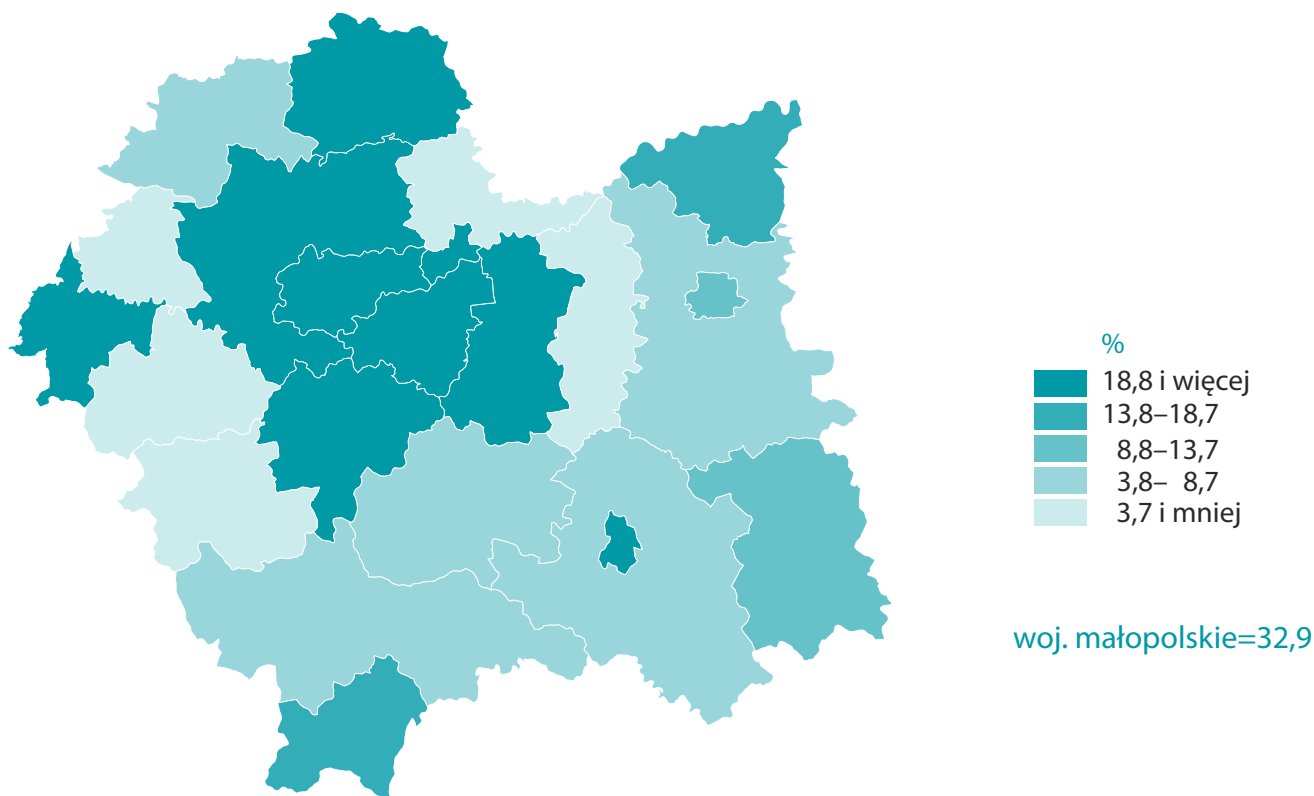 %
18,8 i więcej
13,8–18,7
8,8–13,7
3,8– 8,7
3,7 i mniej
woj. małopolskie=32,9